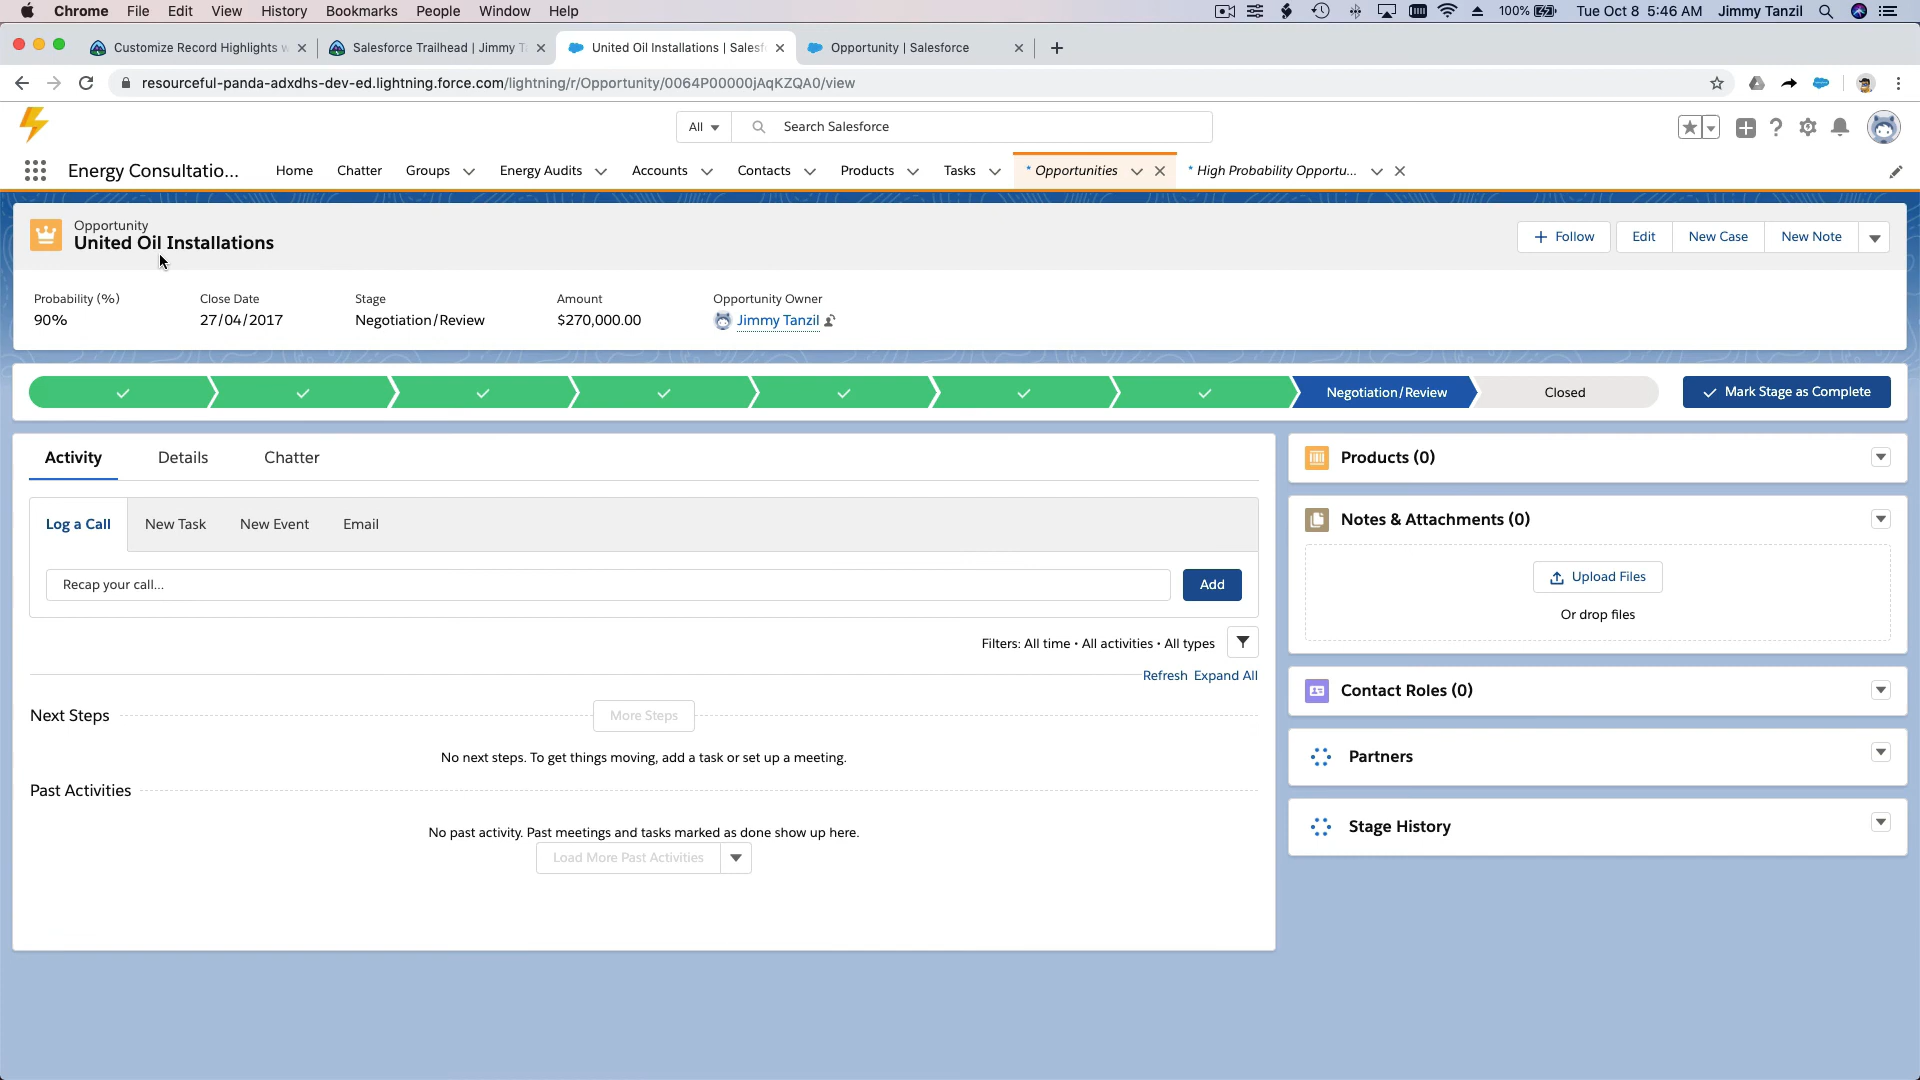 Chrome File Edit View History Bookmarks People Window Help 100% Tue Oct 8 5:46 AM Jimmy Tanzil
Customize Record Highlights w Salesforce Trailhead | Jimmy T United Oil Installations | Salesf Opportunity | Salesforce
resourceful-panda-adxdhs-dev-ed.lightning.force.com/lightning/r/Opportunity/0064P00000jAqKZQA0/view
All Search Salesforce
Energy Consultatio... Home Chatter Groups Energy Audits Accounts Contacts Products Tasks * Opportunities * High Probability Opportu...
Opportunity
United Oil Installations
Follow Edit New Case New Note
Probability (%) Close Date Stage Amount Opportunity Owner
90% 27/04/2017 Negotiation/Review $270,000.00 Jimmy Tanzil
Negotiation/Review Closed Mark Stage as Complete
Activity Details Chatter
Log a Call New Task New Event Email
Recap your call... Add
Filters: All time • All activities • All types
Refresh Expand All
Next Steps More Steps
No next steps. To get things moving, add a task or set up a meeting.
Past Activities
No past activity. Past meetings and tasks marked as done show up here.
Load More Past Activities
Products (0)
Notes & Attachments (0)
Upload Files
Or drop files
Contact Roles (0)
Partners
Stage History